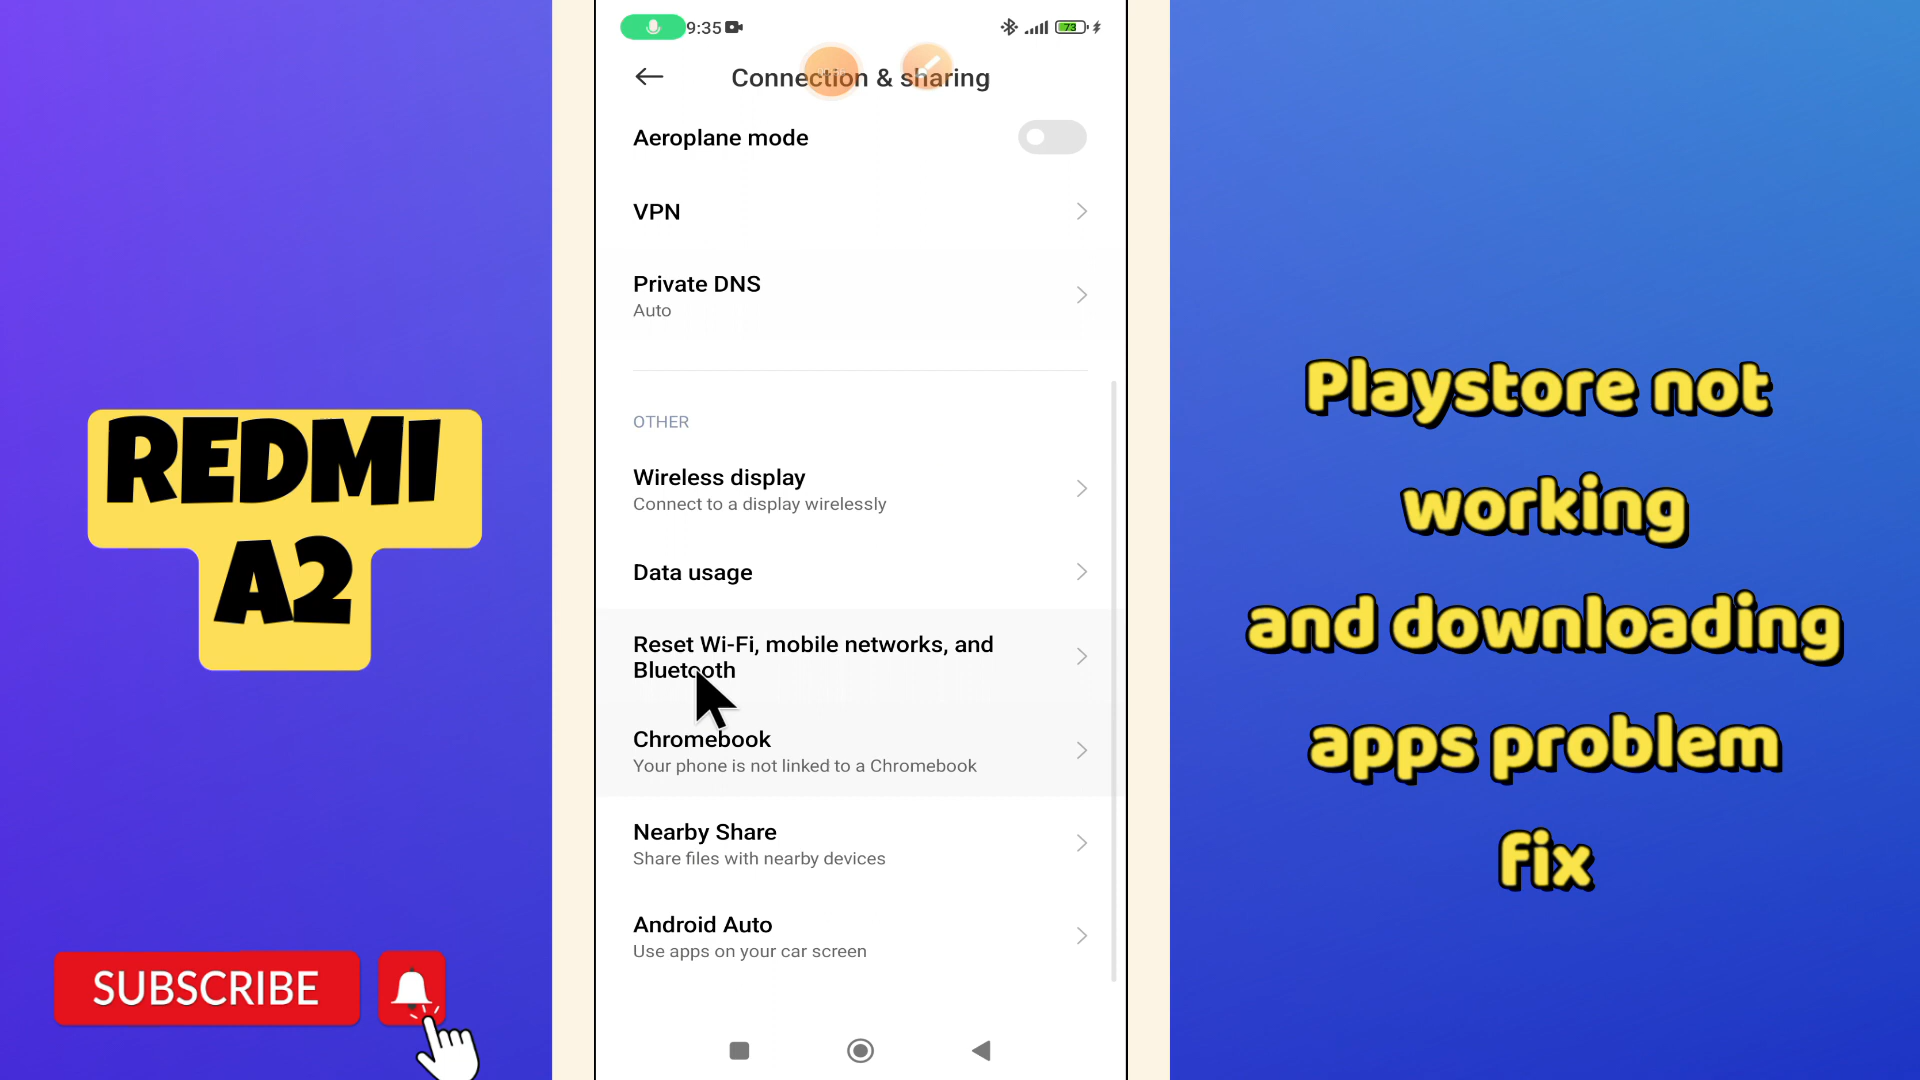 REDMI
A2
SUBSCRIBE
9:35
73
Connection & sharing
Aeroplane mode
VPN
Private DNS
Auto
OTHER
Wireless display
Connect to a display wirelessly
Data usage
Reset Wi-Fi, mobile networks, and
Bluetooth
Chromebook
Your phone is not linked to a Chromebook
Nearby Share
Share files with nearby devices
Android Auto
Use apps on your car screen
Playstore not
working
and downloading
apps problem
fix